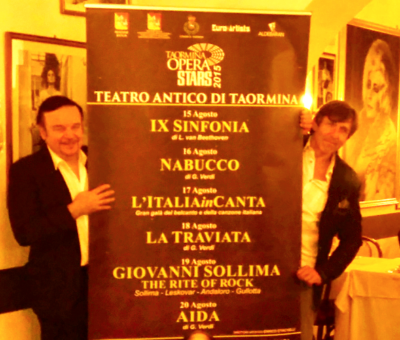 Euro artists
ALDEBARAN
TAORMINA
OPERA
STARS
2015
TEATRO ANTICO DI TAORMINA
15 Agosto
IX SINFONIA
di L. van Beethoven
16 Agosto
NABUCCO
di G. Verdi
17 Agosto
L'ITALIAinCANTA
Gran galà del belcanto e della canzone italiana
18 Agosto
LA TRAVIATA
di G. Verdi
19 Agosto
GIOVANNI SOLLIMA
THE RITE OF ROCK
Sollima - Leskovar - Andaloro - Gullotta
20 Agosto
AIDA
di G. Verdi